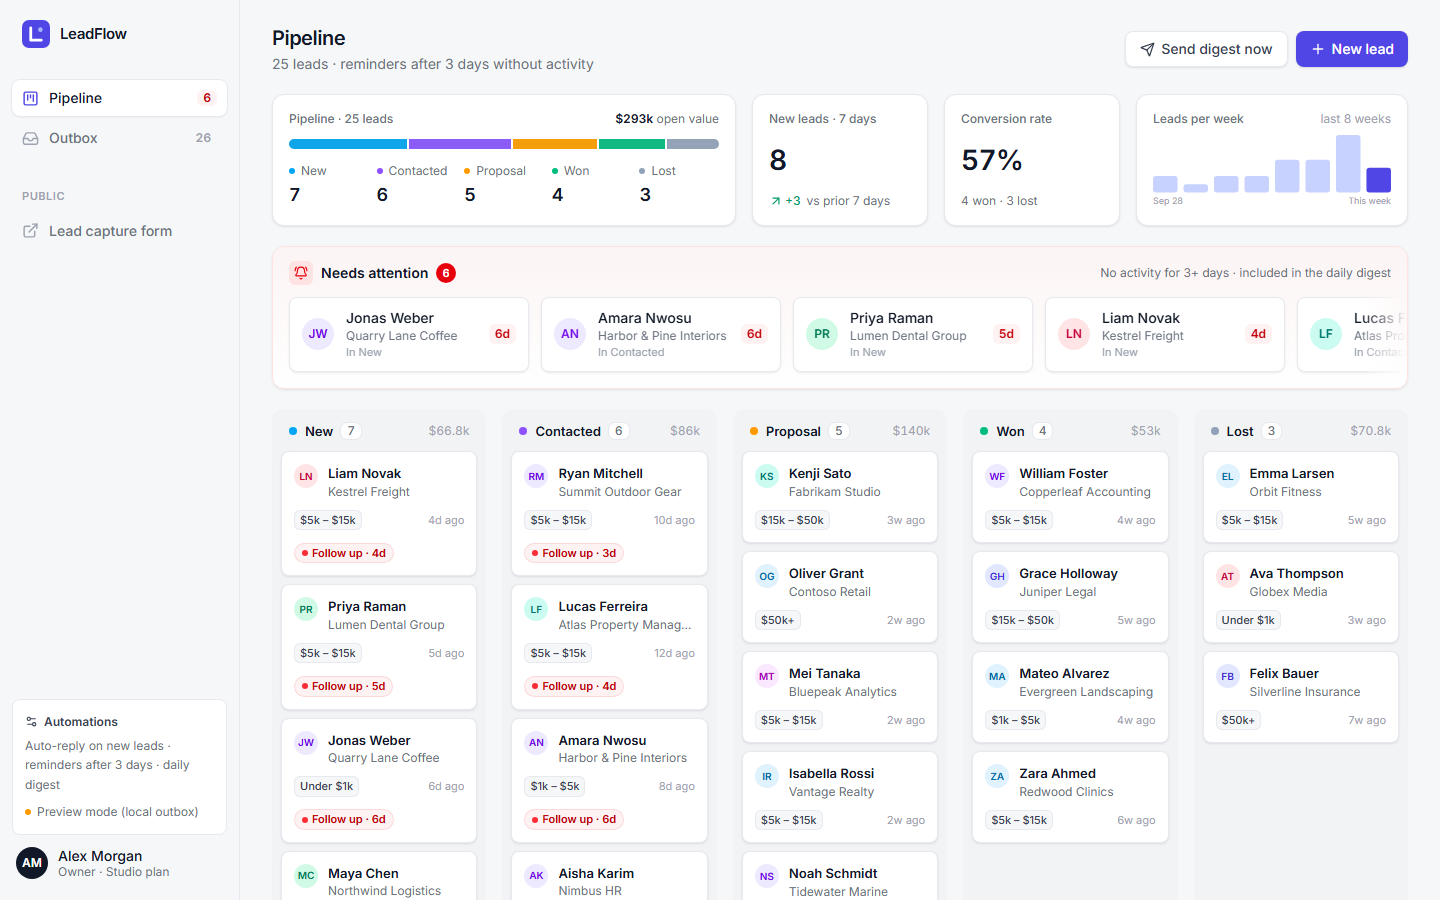 LeadFlow
Pipeline
6
Outbox
26
PUBLIC
Lead capture form
Automations
Auto-reply on new leads ·
reminders after 3 days · daily
digest
Preview mode (local outbox)
AM
Alex Morgan
Owner · Studio plan
Pipeline
25 leads · reminders after 3 days without activity
Send digest now
New lead
Pipeline · 25 leads
$293k open value
New
7
Contacted
6
Proposal
5
Won
4
Lost
3
New leads · 7 days
8
+3 vs prior 7 days
Conversion rate
57%
4 won · 3 lost
Leads per week
last 8 weeks
Sep 28
This week
Needs attention
6
No activity for 3+ days · included in the daily digest
JW
Jonas Weber
Quarry Lane Coffee
In New
6d
AN
Amara Nwosu
Harbor & Pine Interiors
In Contacted
6d
PR
Priya Raman
Lumen Dental Group
In New
5d
LN
Liam Novak
Kestrel Freight
In New
4d
LF
Lucas F
Atlas Pro
In Contac
New
7
$66.8k
LN
Liam Novak
Kestrel Freight
$5k – $15k
4d ago
Follow up · 4d
PR
Priya Raman
Lumen Dental Group
$5k – $15k
5d ago
Follow up · 5d
JW
Jonas Weber
Quarry Lane Coffee
Under $1k
6d ago
Follow up · 6d
MC
Maya Chen
Northwind Logistics
Contacted
6
$86k
RM
Ryan Mitchell
Summit Outdoor Gear
$5k – $15k
10d ago
Follow up · 3d
LF
Lucas Ferreira
Atlas Property Manag...
$5k – $15k
12d ago
Follow up · 4d
AN
Amara Nwosu
Harbor & Pine Interiors
$1k – $5k
8d ago
Follow up · 6d
AK
Aisha Karim
Nimbus HR
Proposal
5
$140k
KS
Kenji Sato
Fabrikam Studio
$15k – $50k
3w ago
OG
Oliver Grant
Contoso Retail
$50k+
2w ago
MT
Mei Tanaka
Bluepeak Analytics
$5k – $15k
2w ago
IR
Isabella Rossi
Vantage Realty
$5k – $15k
2w ago
NS
Noah Schmidt
Tidewater Marine
Won
4
$53k
WF
William Foster
Copperleaf Accounting
$5k – $15k
4w ago
GH
Grace Holloway
Juniper Legal
$15k – $50k
5w ago
MA
Mateo Alvarez
Evergreen Landscaping
$1k – $5k
4w ago
ZA
Zara Ahmed
Redwood Clinics
$5k – $15k
6w ago
Lost
3
$70.8k
EL
Emma Larsen
Orbit Fitness
$5k – $15k
5w ago
AT
Ava Thompson
Globex Media
Under $1k
3w ago
FB
Felix Bauer
Silverline Insurance
$50k+
7w ago